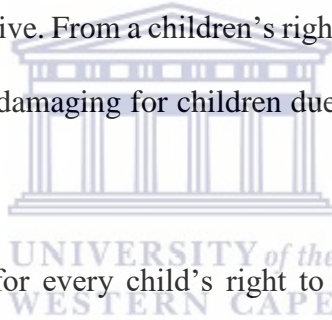 ive. From a children's righ
damaging for children due
UNIVERSITY of the
for every child's right to
WESTERN CAPE